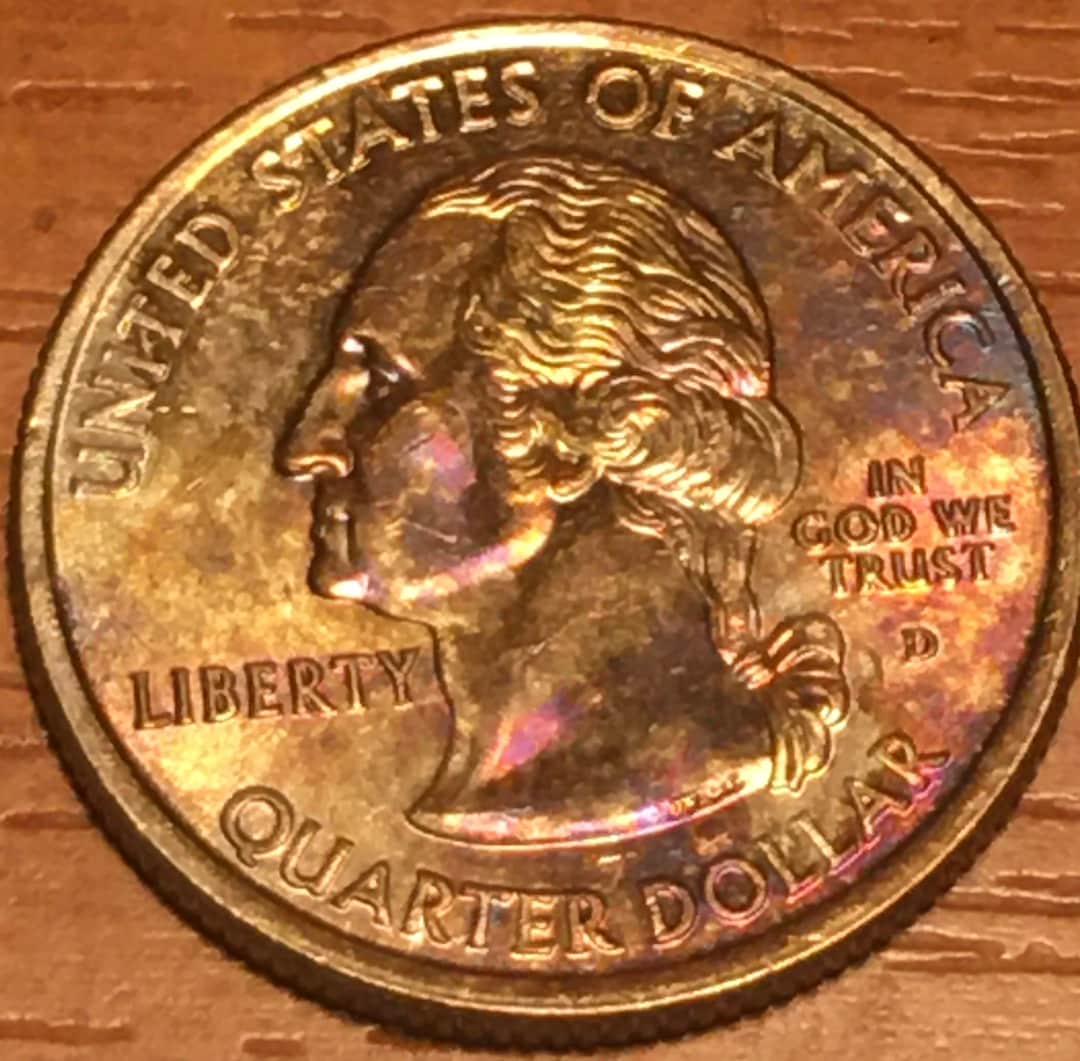 UNITED STATES OF AMERICA
LIBERTY
IN
GOD WE
TRUST
D
QUARTER DOLLAR